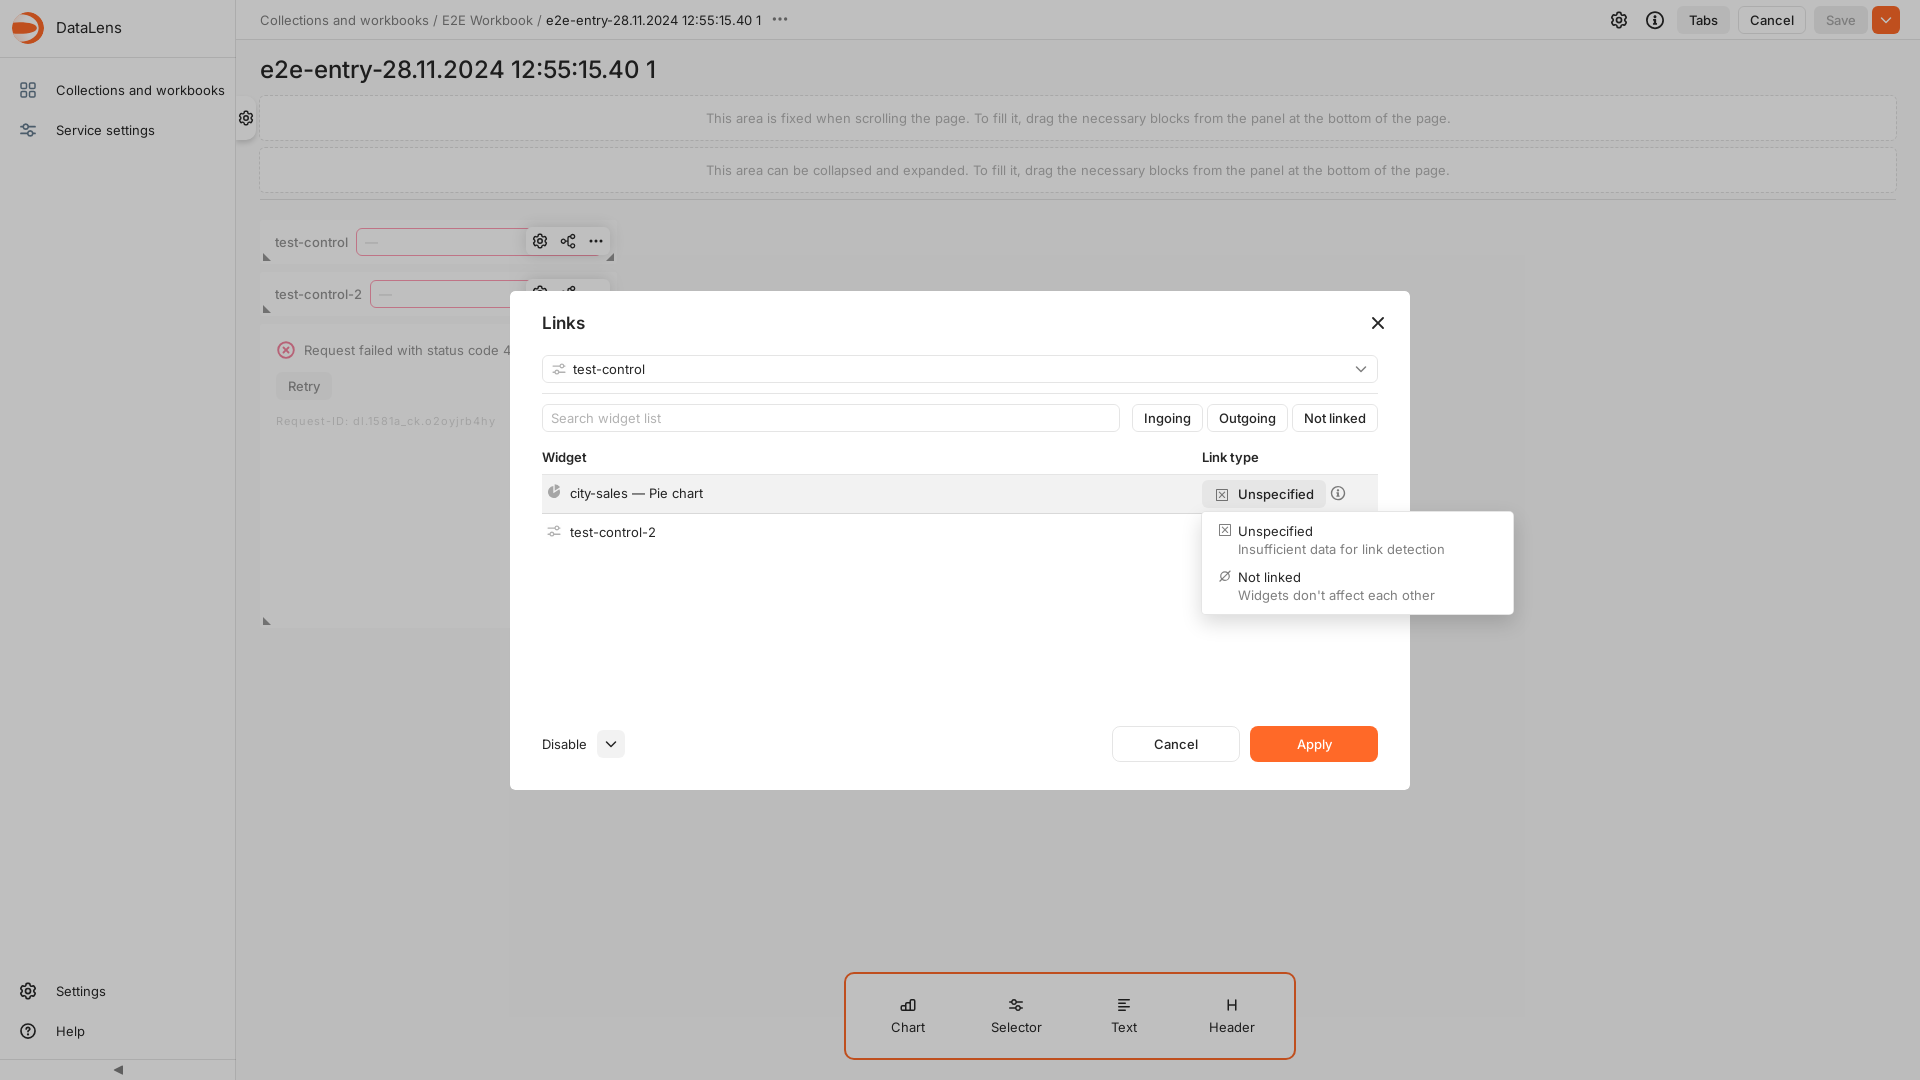 DataLens
Collections and workbooks / E2E Workbook / e2e-entry-28.11.2024 12:55:15.40 1
Tabs
Cancel
Save
Collections and workbooks
Service settings
e2e-entry-28.11.2024 12:55:15.40 1
This area is fixed when scrolling the page. To fill it, drag the necessary blocks from the panel at the bottom of the page.
This area can be collapsed and expanded. To fill it, drag the necessary blocks from the panel at the bottom of the page.
test-control —
test-control-2 —
Request failed with status code 4
Retry
Request-ID: dl.1581a_ck.o2oyjrb4hy
Links
test-control
Search widget list
Ingoing
Outgoing
Not linked
Widget
Link type
city-sales — Pie chart
Unspecified
test-control-2
Unspecified
Insufficient data for link detection
Not linked
Widgets don't affect each other
Disable
Cancel
Apply
Chart
Selector
Text
H
Header
Settings
Help